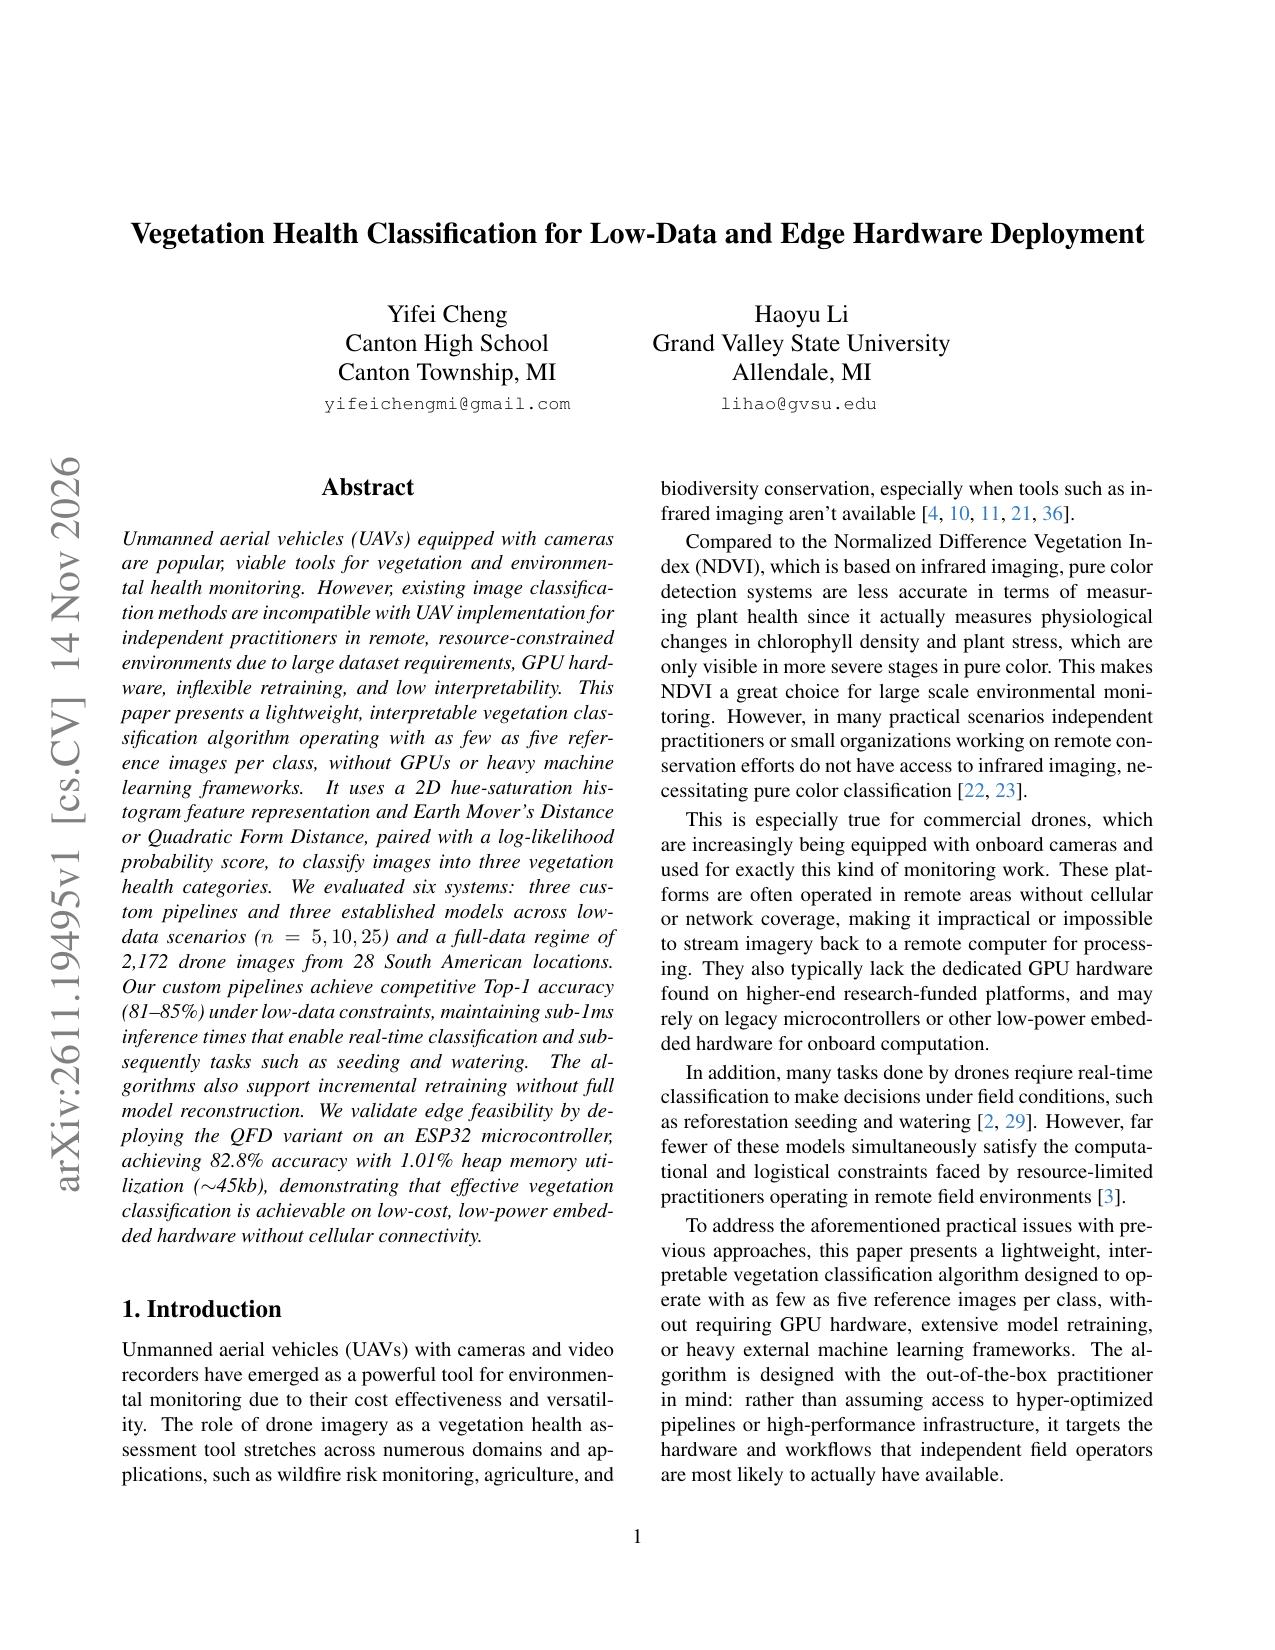 Vegetation Health Classification for Low-Data and Edge Hardware Deployment
Yifei Cheng
Canton High School
Canton Township, MI
yifeichengmi@gmail.com
Haoyu Li
Grand Valley State University
Allendale, MI
lihao@gvsu.edu
arXiv:2611.19495v1 [cs.CV] 14 Nov 2026
Abstract
Unmanned aerial vehicles (UAVs) equipped with cameras
are popular, viable tools for vegetation and environmen-
tal health monitoring. However, existing image classifica-
tion methods are incompatible with UAV implementation for
independent practitioners in remote, resource-constrained
environments due to large dataset requirements, GPU hard-
ware, inflexible retraining, and low interpretability. This
paper presents a lightweight, interpretable vegetation clas-
sification algorithm operating with as few as five refer-
ence images per class, without GPUs or heavy machine
learning frameworks. It uses a 2D hue-saturation his-
togram feature representation and Earth Mover's Distance
or Quadratic Form Distance, paired with a log-likelihood
probability score, to classify images into three vegetation
health categories. We evaluated six systems: three cus-
tom pipelines and three established models across low-
data scenarios (n = 5, 10, 25) and a full-data regime of
2,172 drone images from 28 South American locations.
Our custom pipelines achieve competitive Top-1 accuracy
(81–85%) under low-data constraints, maintaining sub-1ms
inference times that enable real-time classification and sub-
sequently tasks such as seeding and watering. The al-
gorithms also support incremental retraining without full
model reconstruction. We validate edge feasibility by de-
ploying the QFD variant on an ESP32 microcontroller,
achieving 82.8% accuracy with 1.01% heap memory uti-
lization (∼45kb), demonstrating that effective vegetation
classification is achievable on low-cost, low-power embed-
ded hardware without cellular connectivity.
1. Introduction
Unmanned aerial vehicles (UAVs) with cameras and video
recorders have emerged as a powerful tool for environmen-
tal monitoring due to their cost effectiveness and versatil-
ity. The role of drone imagery as a vegetation health as-
sessment tool stretches across numerous domains and ap-
plications, such as wildfire risk monitoring, agriculture, and
biodiversity conservation, especially when tools such as in-
frared imaging aren't available [4, 10, 11, 21, 36].
Compared to the Normalized Difference Vegetation In-
dex (NDVI), which is based on infrared imaging, pure color
detection systems are less accurate in terms of measur-
ing plant health since it actually measures physiological
changes in chlorophyll density and plant stress, which are
only visible in more severe stages in pure color. This makes
NDVI a great choice for large scale environmental moni-
toring. However, in many practical scenarios independent
practitioners or small organizations working on remote con-
servation efforts do not have access to infrared imaging, ne-
cessitating pure color classification [22, 23].
This is especially true for commercial drones, which
are increasingly being equipped with onboard cameras and
used for exactly this kind of monitoring work. These plat-
forms are often operated in remote areas without cellular
or network coverage, making it impractical or impossible
to stream imagery back to a remote computer for process-
ing. They also typically lack the dedicated GPU hardware
found on higher-end research-funded platforms, and may
rely on legacy microcontrollers or other low-power embed-
ded hardware for onboard computation.
In addition, many tasks done by drones reqiure real-time
classification to make decisions under field conditions, such
as reforestation seeding and watering [2, 29]. However, far
fewer of these models simultaneously satisfy the computa-
tional and logistical constraints faced by resource-limited
practitioners operating in remote field environments [3].
To address the aforementioned practical issues with pre-
vious approaches, this paper presents a lightweight, inter-
pretable vegetation classification algorithm designed to op-
erate with as few as five reference images per class, with-
out requiring GPU hardware, extensive model retraining,
or heavy external machine learning frameworks. The al-
gorithm is designed with the out-of-the-box practitioner
in mind: rather than assuming access to hyper-optimized
pipelines or high-performance infrastructure, it targets the
hardware and workflows that independent field operators
are most likely to actually have available.
1